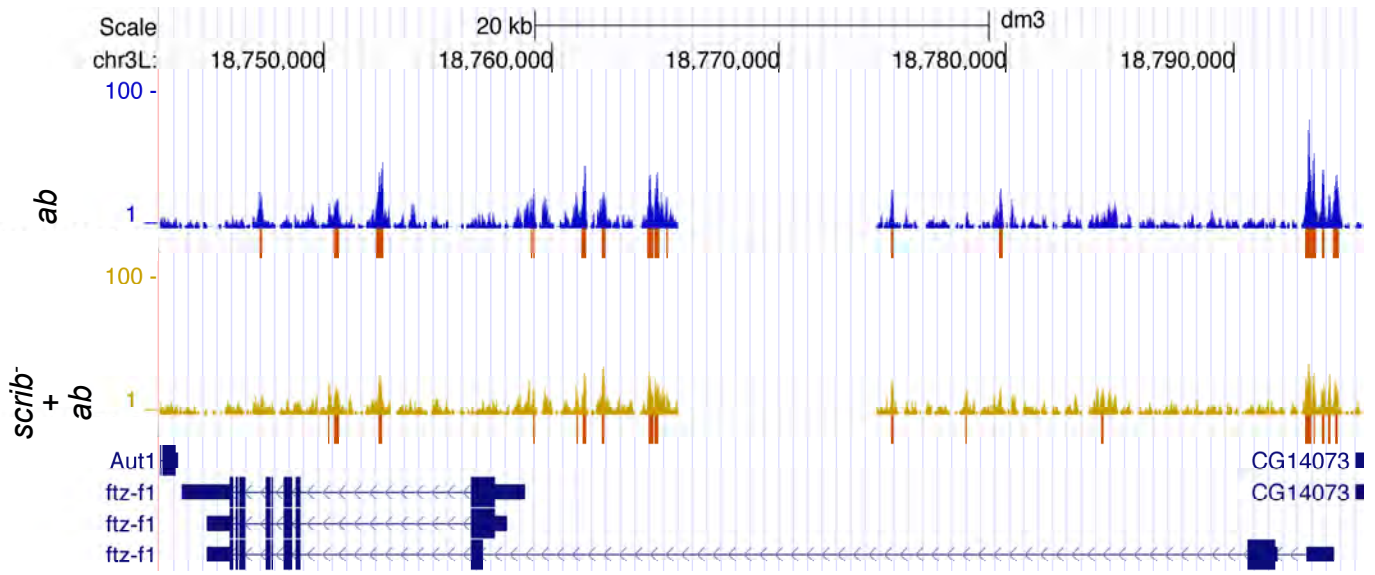 Scale 20 kb dm3
chr3L: 18,750,000 18,760,000 18,770,000 18,780,000 18,790,000
100 -
ab
1
100 -
scrib-
+
ab
1
Aut1 CG14073
ftz-f1 CG14073
ftz-f1
ftz-f1